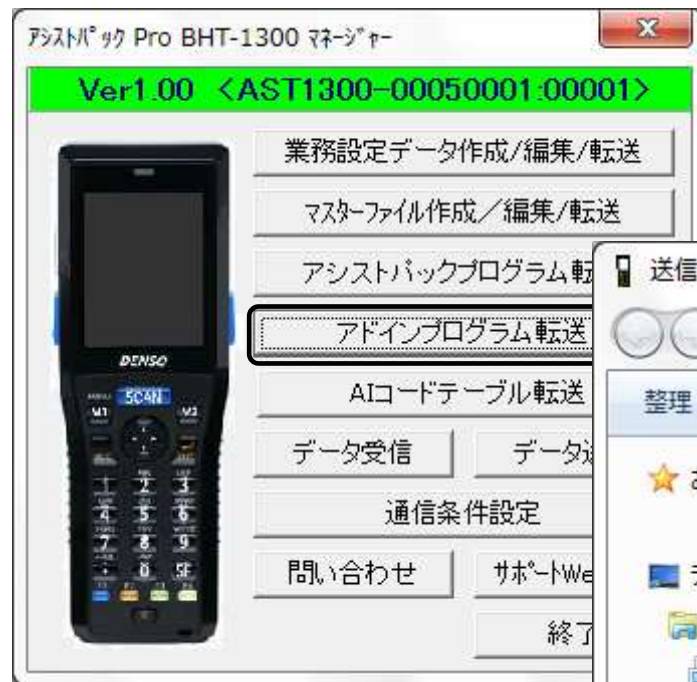 アシストパック Pro BHT-1300 マネージャー
Ver1.00 <AST1300-00050001:00001>
業務設定データ作成/編集/転送
マスターファイル作成/編集/転送
アシストパックプログラム転
送信
アドインプログラム転送
AIコードテーブル転送
整理
データ受信
データ送
通信条件設定
問い合わせ
サポートWe
終了
DENSO
SCAN
M1
M2
1
2
3
4
5
6
7
8
9
0
SF